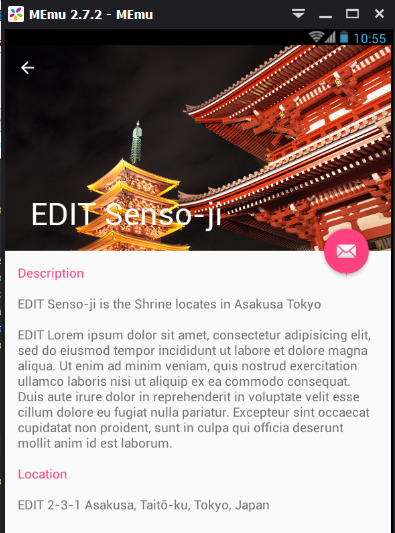 MEmu 2.7.2 - MEmu
10:55
EDIT Senso-ji
Description
EDIT Senso-ji is the Shrine locates in Asakusa Tokyo
EDIT Lorem ipsum dolor sit amet, consectetur adipisicing elit,
sed do eiusmod tempor incididunt ut labore et dolore magna
aliqua. Ut enim ad minim veniam, quis nostrud exercitation
ullamco laboris nisi ut aliquip ex ea commodo consequat.
Duis aute irure dolor in reprehenderit in voluptate velit esse
cillum dolore eu fugiat nulla pariatur. Excepteur sint occaecat
cupidatat non proident, sunt in culpa qui officia deserunt
mollit anim id est laborum.
Location
EDIT 2-3-1 Asakusa, Taitō-ku, Tokyo, Japan